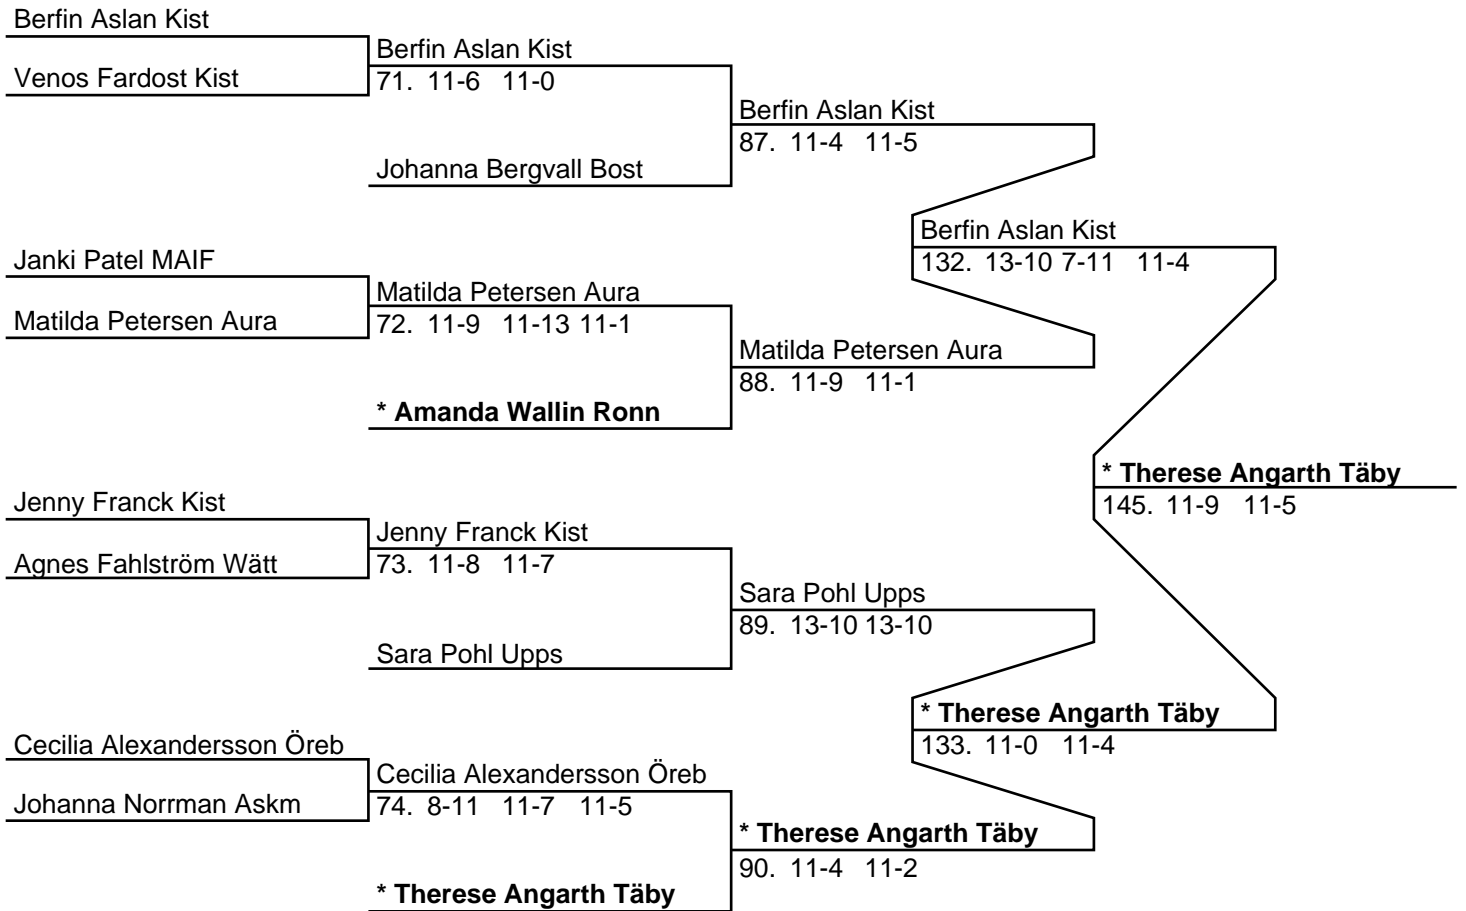 Berfin Aslan Kist
Berfin Aslan Kist
Venos Fardost Kist
71. 11-6 11-0
Berfin Aslan Kist
87. 11-4 11-5
Johanna Bergvall Bost
Berfin Aslan Kist
Janki Patel MAIF
132. 13-10 7-11 11-4
Matilda Petersen Aura
Matilda Petersen Aura
72. 11-9 11-13 11-1
Matilda Petersen Aura
88. 11-9 11-1
* Amanda Wallin Ronn
* Therese Angarth Täby
Jenny Franck Kist
145. 11-9 11-5
Jenny Franck Kist
Agnes Fahlström Wätt
73. 11-8 11-7
Sara Pohl Upps
89. 13-10 13-10
Sara Pohl Upps
* Therese Angarth Täby
Cecilia Alexandersson Öreb
133. 11-0 11-4
Cecilia Alexandersson Öreb
Johanna Norrman Askm
74. 8-11 11-7 11-5
* Therese Angarth Täby
90. 11-4 11-2
* Therese Angarth Täby